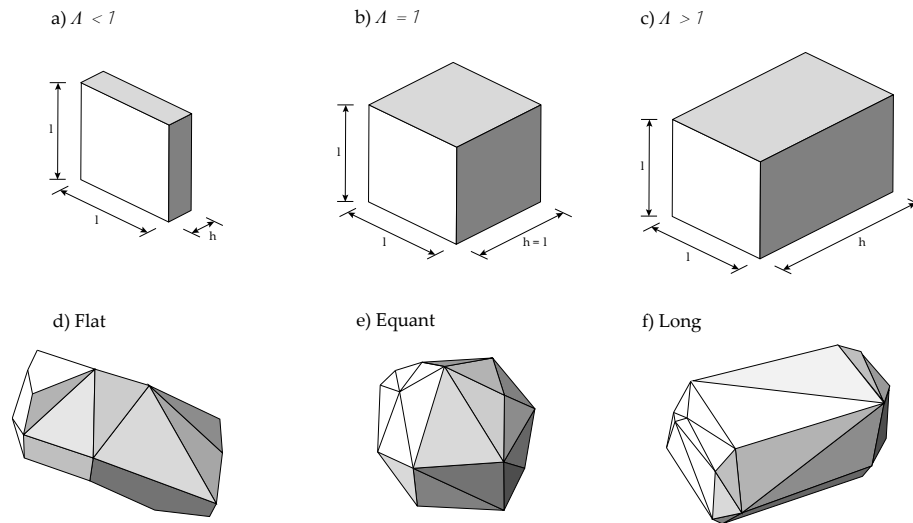 a) Λ < 1
b) Λ = 1
c) Λ > 1
l
l
h
l
l
h = l
l
l
h
d) Flat
e) Equant
f) Long